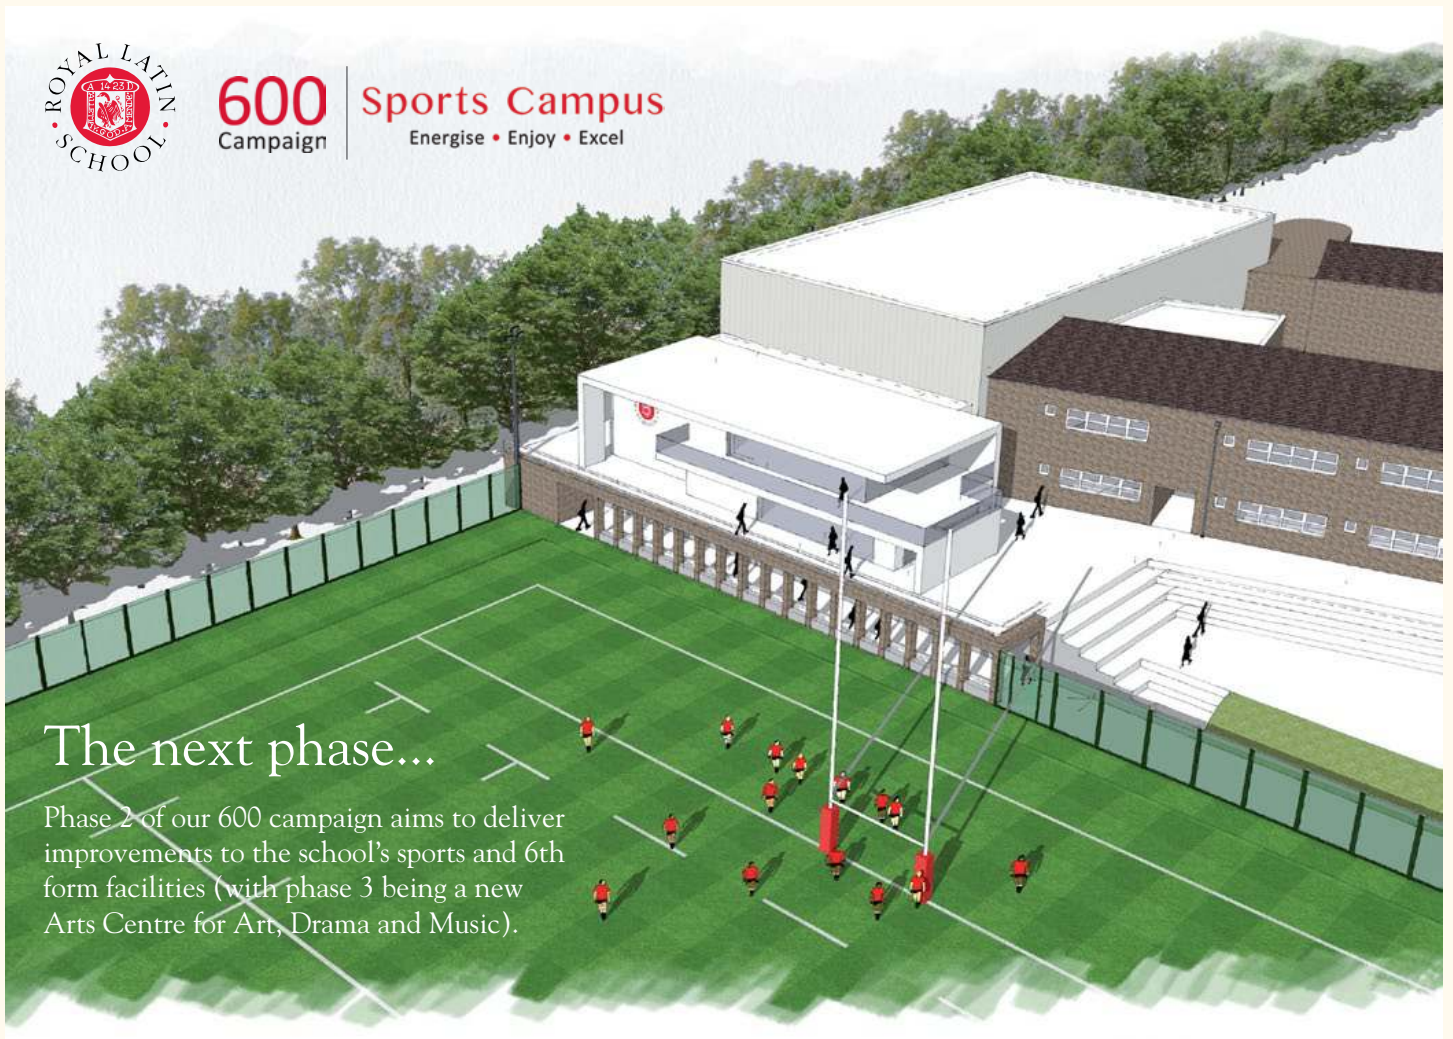 ROYAL LATIN
SCHOOL
A 1423 D
600
Campaign
Sports Campus
Energise • Enjoy • Excel
The next phase...
Phase 2 of our 600 campaign aims to deliver
improvements to the school's sports and 6th
form facilities (with phase 3 being a new
Arts Centre for Art, Drama and Music).